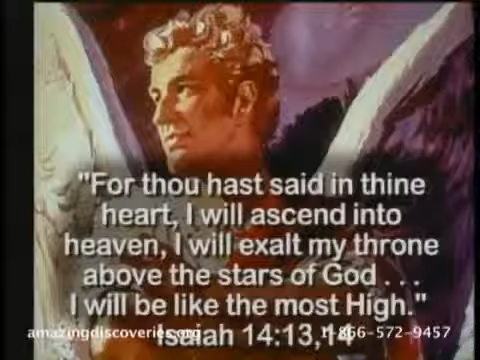 "For thou hast said in thine
heart, I will ascend into
heaven, I will exalt my throne
above the stars of God . . .
I will be like the most High."
Isaiah 14:13,14
amazingdiscoveries.org
1-866-572-9457